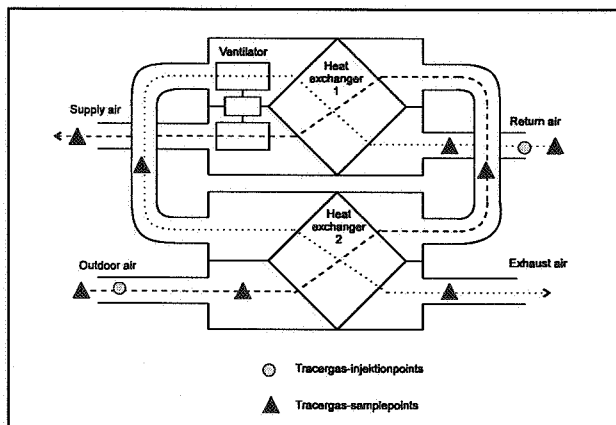 Ventilator
Heat
exchanger
1
Supply air
Return air
Heat
exchanger
2
Outdoor air
Exhaust air
Tracergas-injektionpoints
Tracergas-samplepoints